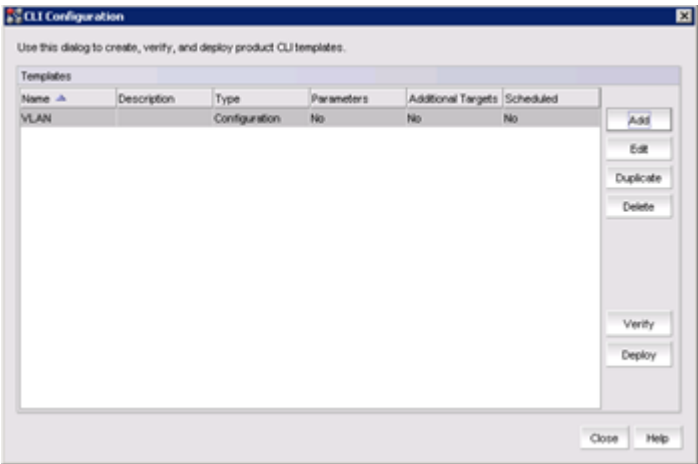 CLI Configuration
Use this dialog to create, verify, and deploy product CLI templates.
Templates
Name Description Type Parameters Additional Targets Scheduled
VLAN Configuration No No No
Add
Edit
Duplicate
Delete
Verify
Deploy
Close Help